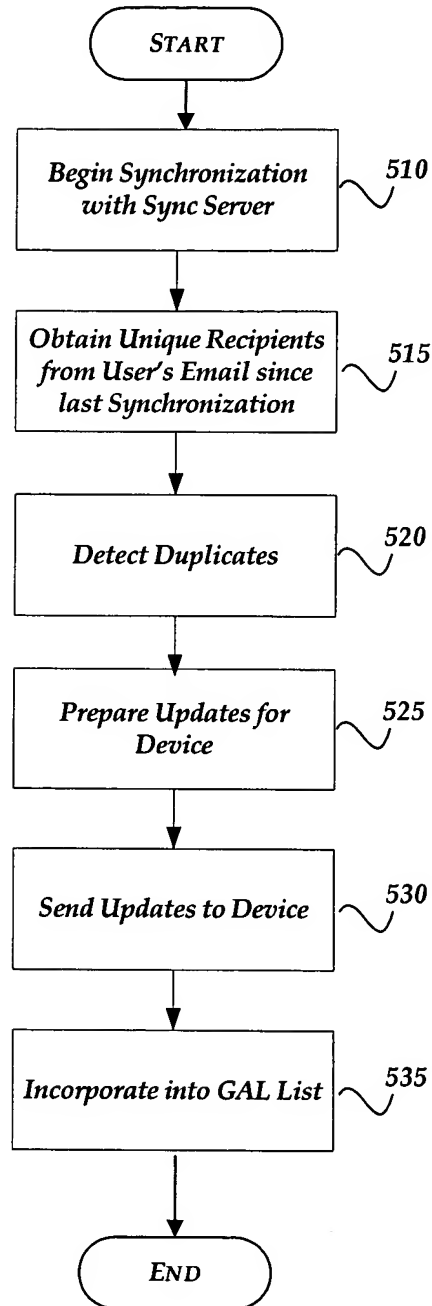 START
Begin Synchronization
with Sync Server
510
Obtain Unique Recipients
from User's Email since
last Synchronization
515
Detect Duplicates
520
Prepare Updates for
Device
525
Send Updates to Device
530
Incorporate into GAL List
535
END